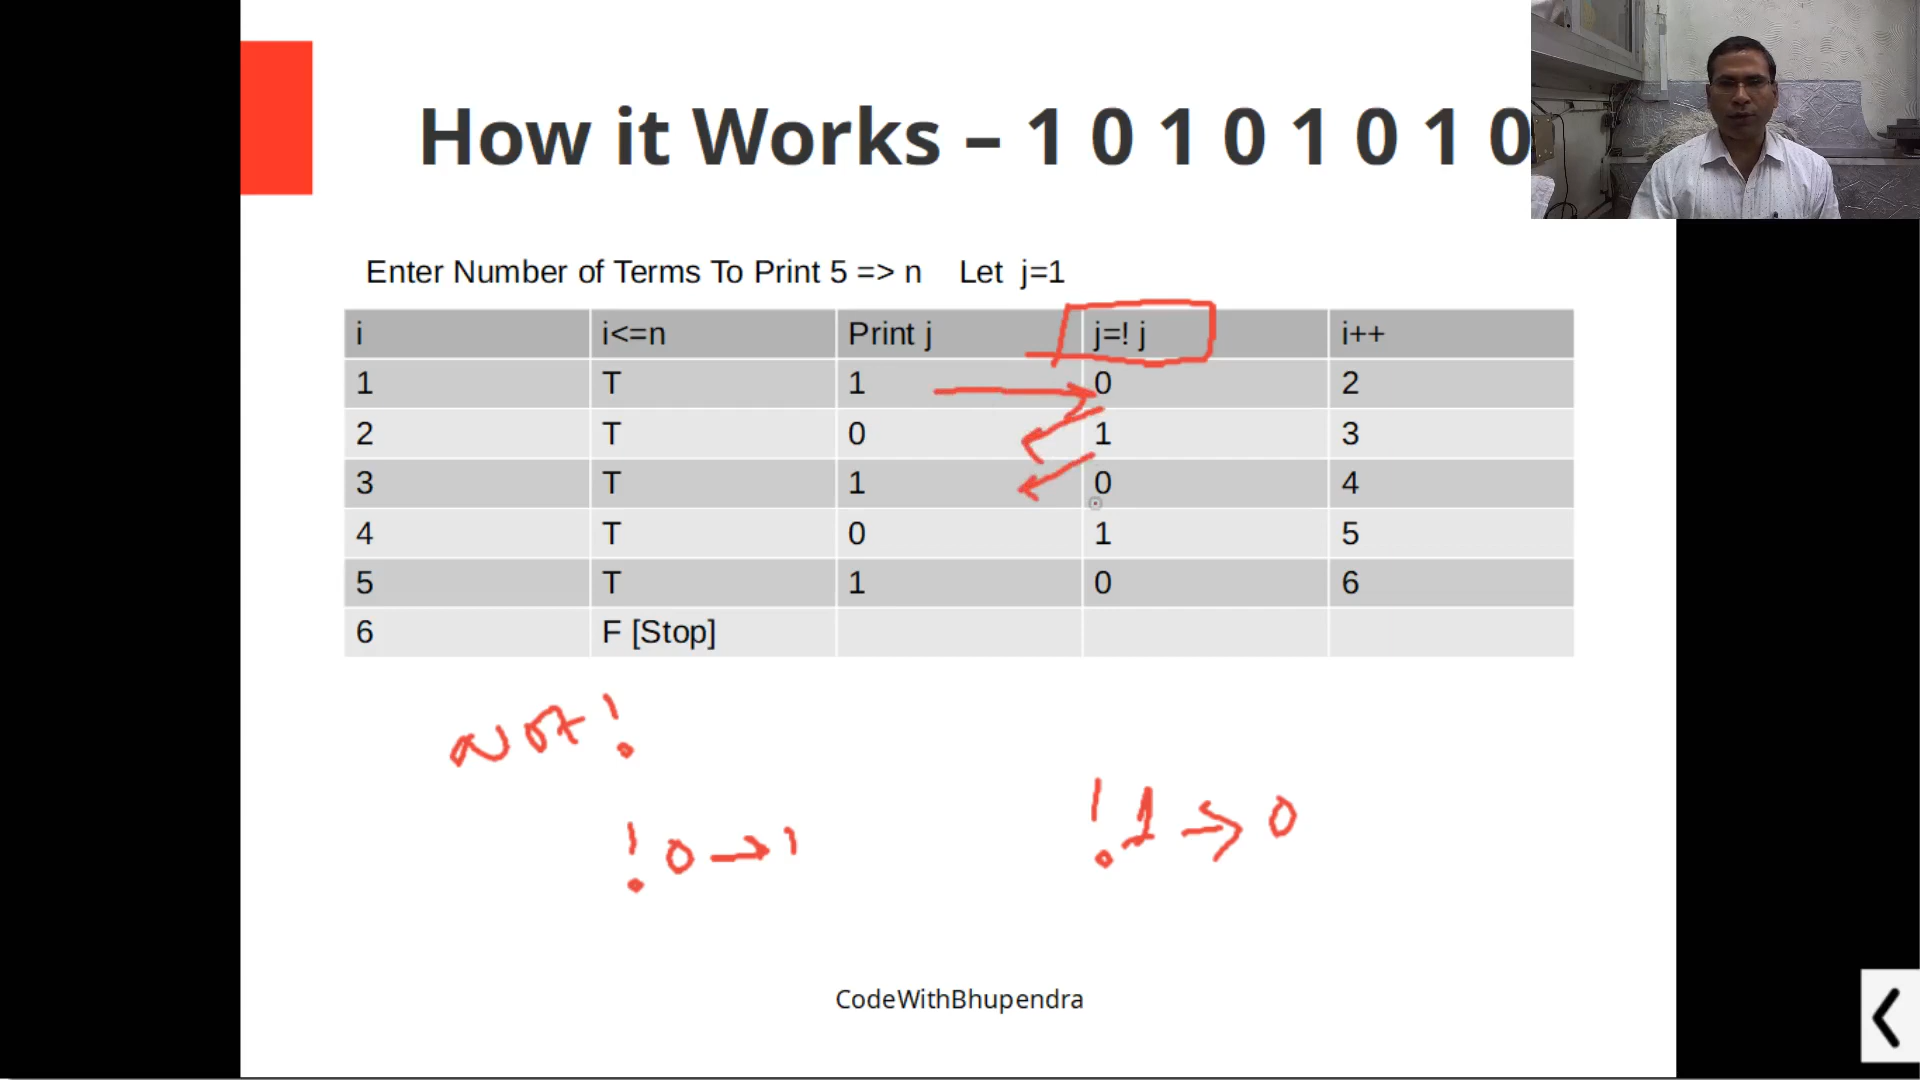 How it Works – 1 0 1 0 1 0 1 0
Enter Number of Terms To Print 5 => n Let j=1
i i<=n Print j j=! j i++
1 T 1 0 2
2 T 0 1 3
3 T 1 0 4
4 T 0 1 5
5 T 1 0 6
6 F [Stop]
Not !
! 0 → 1
! 1 → 0
CodeWithBhupendra